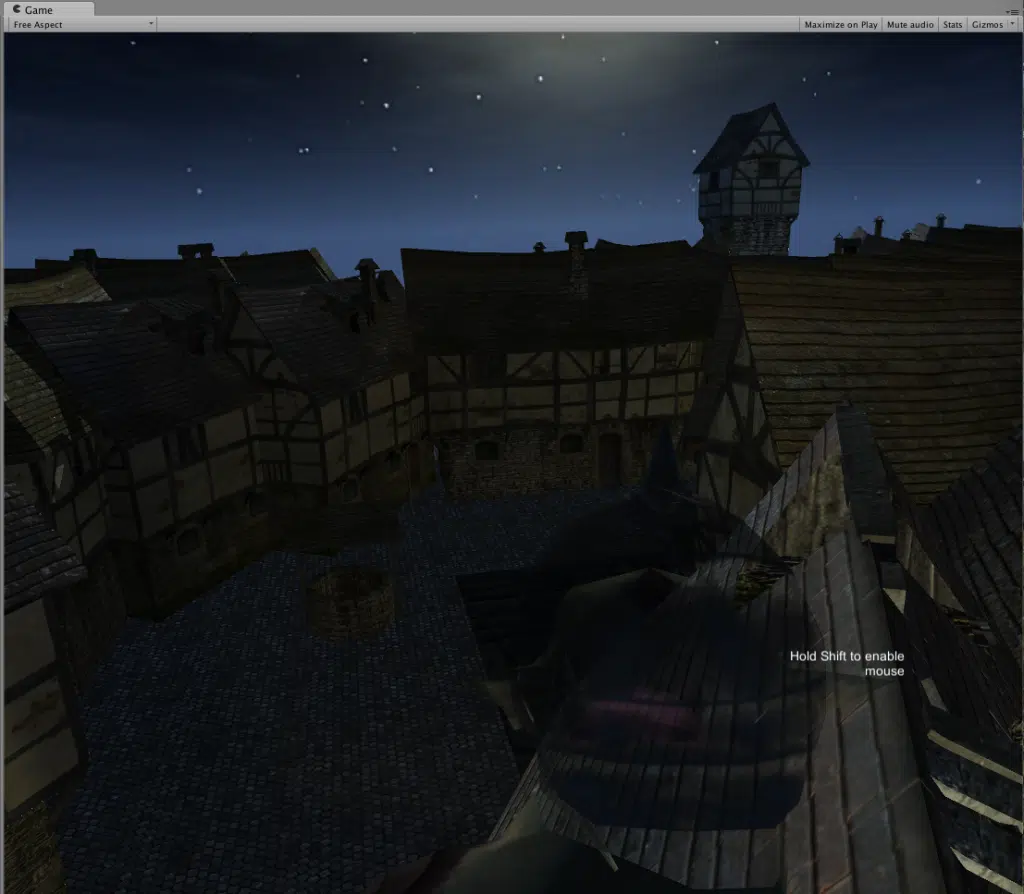 Game
Free Aspect
Maximize on Play
Mute audio
Stats
Gizmos
Hold Shift to enable
mouse